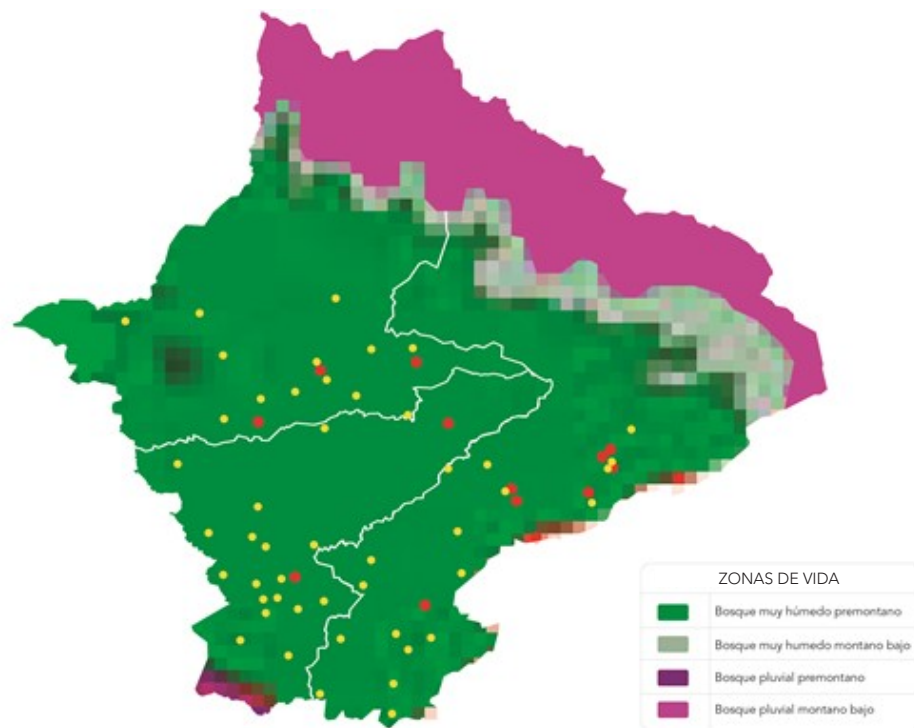 ZONAS DE VIDA
Bosque muy húmedo premontano
Bosque muy humedo montano bajo
Bosque pluvial premontano
Bosque pluvial montano bajo